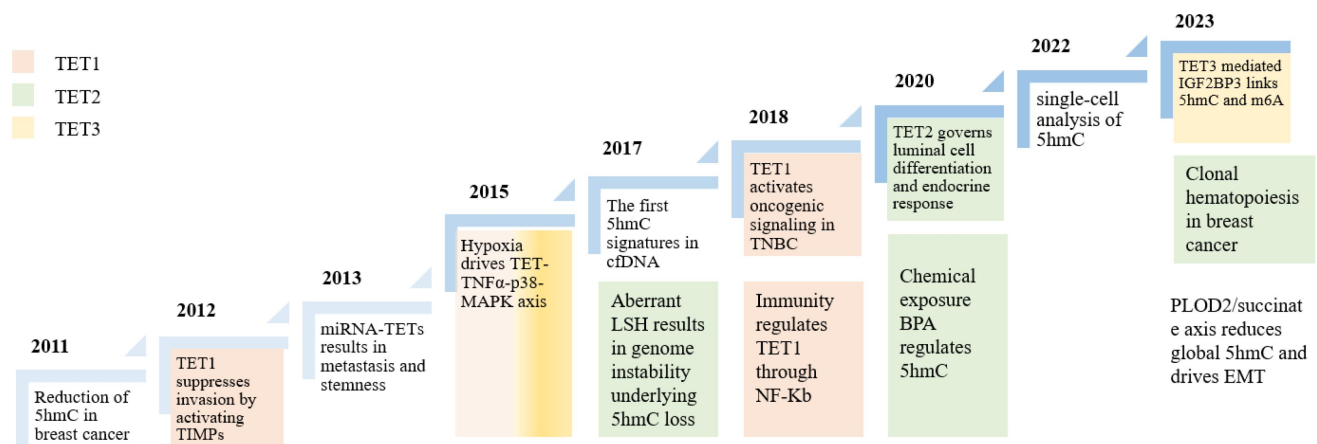 TET1
TET2
TET3
2011
Reduction of
5hmC in
breast cancer
2012
TET1
suppresses
invasion by
activating
TIMPs
2013
miRNA-TETs
results in
metastasis and
stemness
2015
Hypoxia
drives TET-
TNFα-p38-
MAPK axis
2017
The first
5hmC
signatures in
cfDNA
Aberrant
LSH results
in genome
instability
underlying
5hmC loss
2018
TET1
activates
oncogenic
signaling in
TNBC
Immunity
regulates
TET1
through
NF-Kb
2020
TET2 governs
luminal cell
differentiation
and endocrine
response
Chemical
exposure
BPA
regulates
5hmC
2022
single-cell
analysis of
5hmC
2023
TET3 mediated
IGF2BP3 links
5hmC and m6A
Clonal
hematopoiesis
in breast
cancer
PLOD2/succinat
e axis reduces
global 5hmC and
drives EMT